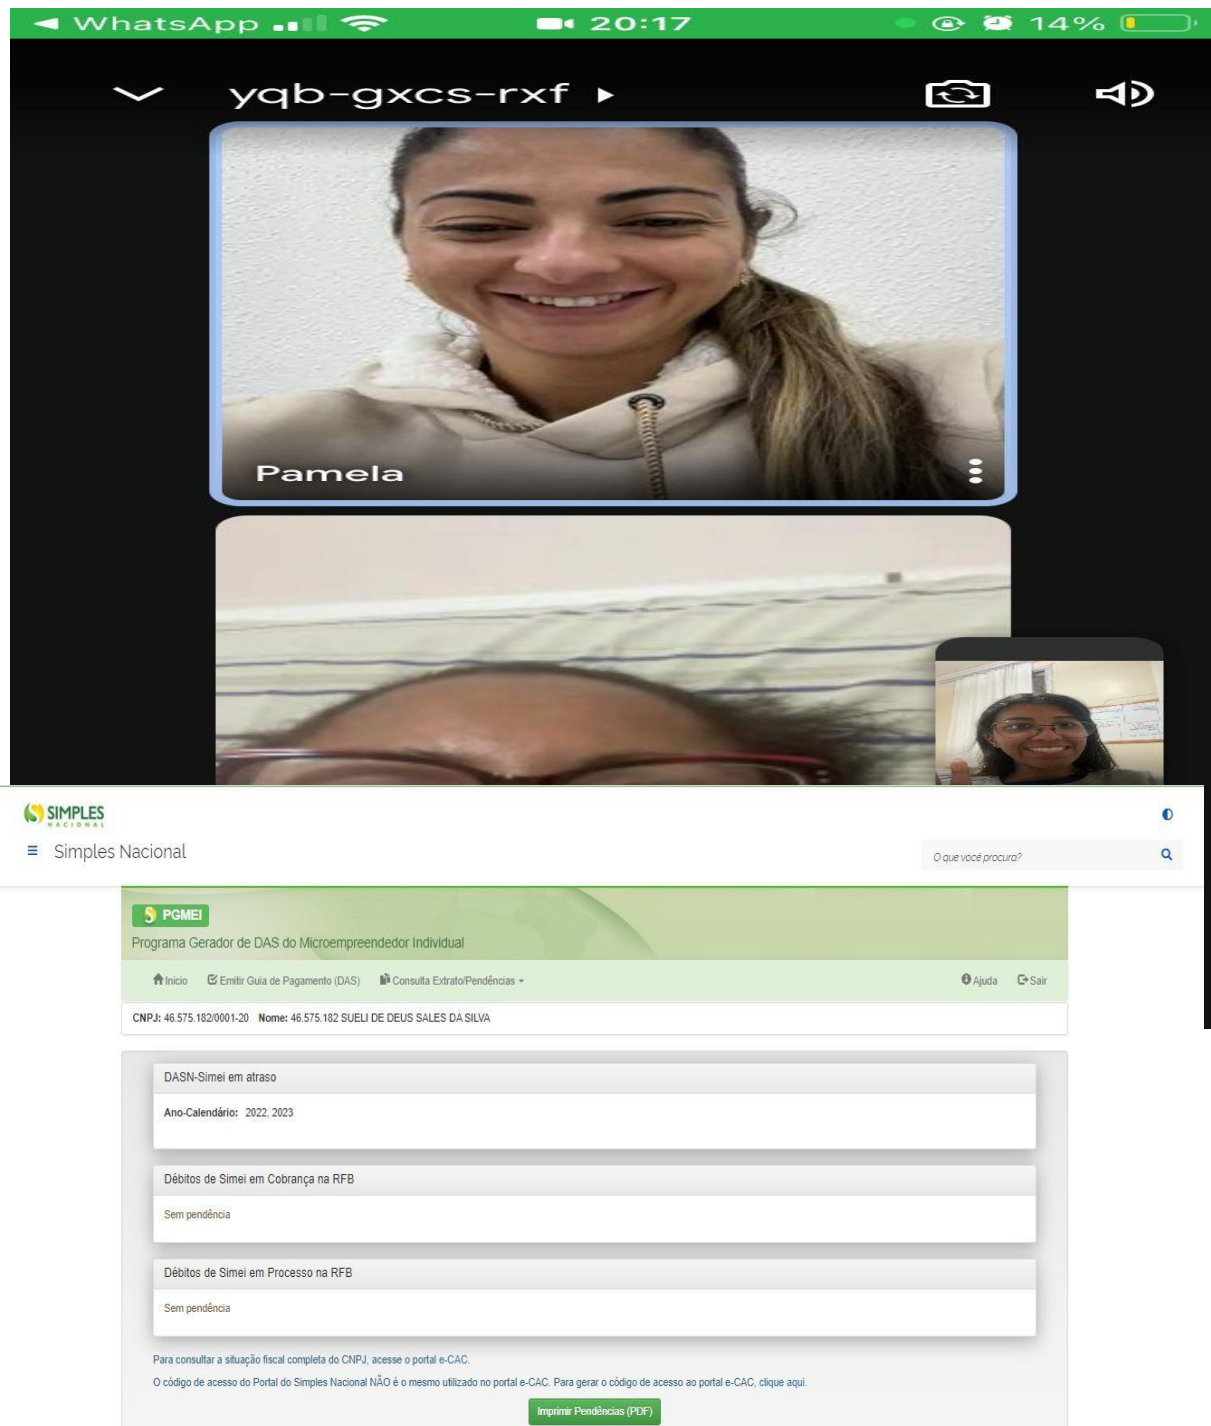 WhatsApp 20:17 14%
yqb-gxcs-rxf
Pamela
SIMPLES
NACIONAL
Simples Nacional
O que você procura?
PGMEI
Programa Gerador de DAS do Microempreendedor Individual
Inicio Emitir Guia de Pagamento (DAS) Consulta Extrato/Pendências Ajuda Sair
CNPJ: 46.575.182/0001-20 Nome: 46.575.182 SUELI DE DEUS SALES DA SILVA
DASN-Simei em atraso
Ano-Calendário: 2022, 2023
Débitos de Simei em Cobrança na RFB
Sem pendência
Débitos de Simei em Processo na RFB
Sem pendência
Para consultar a situação fiscal completa do CNPJ, acesse o portal e-CAC.
O código de acesso do Portal do Simples Nacional NÃO é o mesmo utilizado no portal e-CAC. Para gerar o código de acesso ao portal e-CAC, clique aqui.
Imprimir Pendências (PDF)